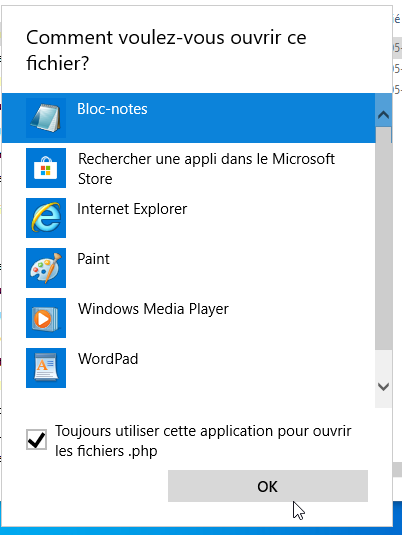 Comment voulez-vous ouvrir ce
fichier?
Bloc-notes
Rechercher une appli dans le Microsoft
Store
Internet Explorer
Paint
Windows Media Player
WordPad
Toujours utiliser cette application pour ouvrir
les fichiers .php
OK